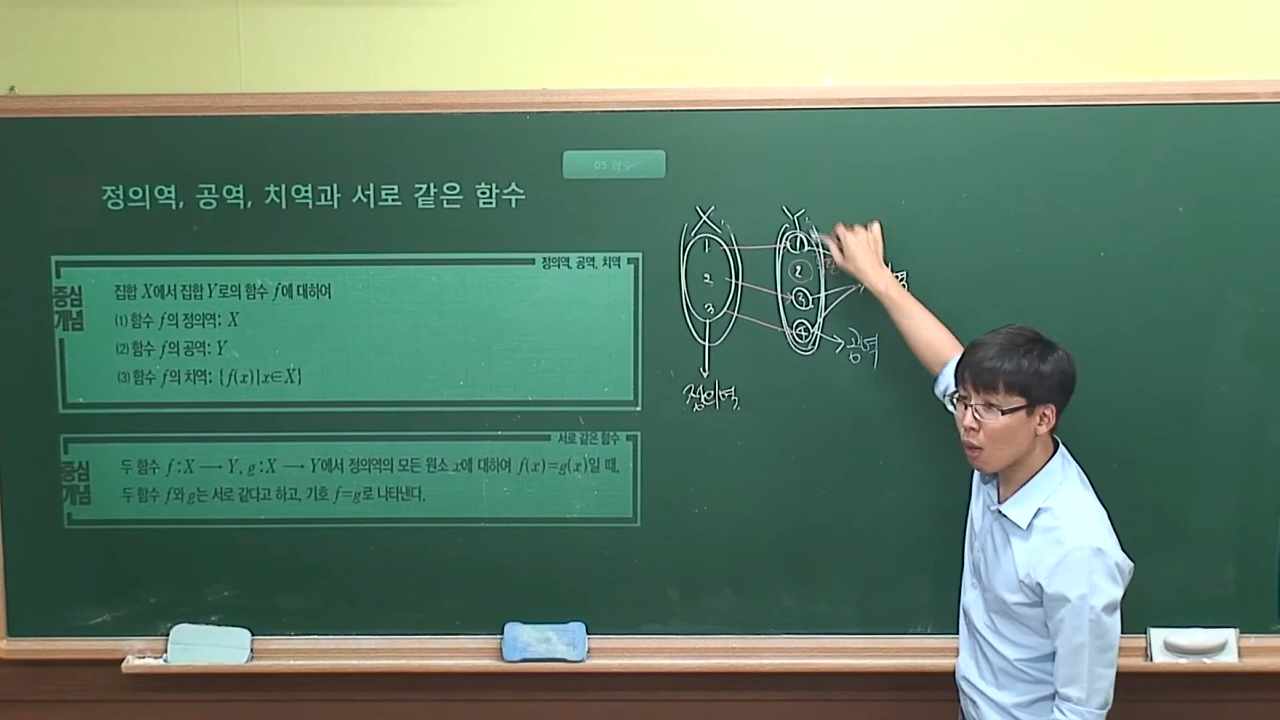 05 함수
정의역, 공역, 치역과 서로 같은 함수
정의역, 공역, 치역
중심
개념
집합 X에서 집합 Y로의 함수 f에 대하여
(1) 함수 f의 정의역: X
(2) 함수 f의 공역: Y
(3) 함수 f의 치역: {f(x)|x∈X}
서로 같은 함수
중심
개념
두 함수 f:X ⟶ Y, g:X ⟶ Y에서 정의역의 모든 원소 x에 대하여 f(x)=g(x)일 때,
두 함수 f와 g는 서로 같다고 하고, 기호 f=g로 나타낸다.
X Y
1 1
2 2
3 3
4
공역
정의역